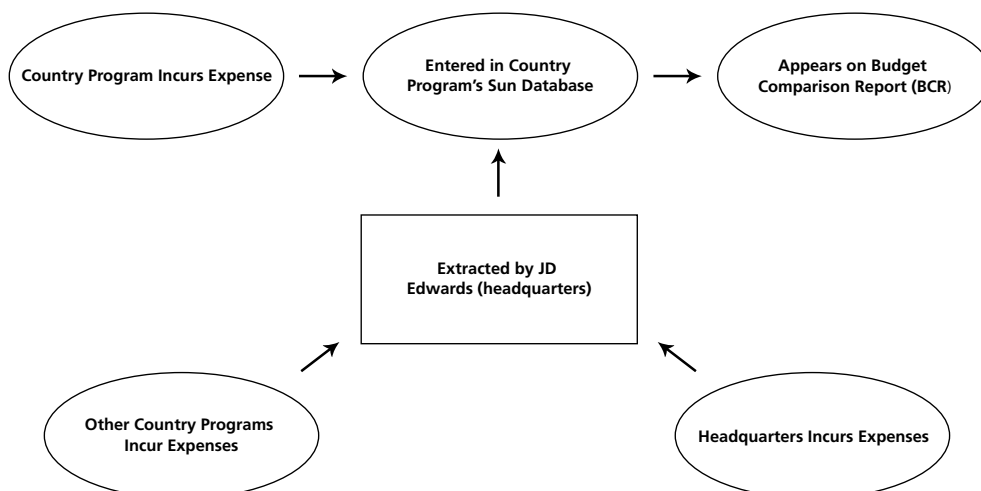 Country Program Incurs Expense
Entered in Country
Program's Sun Database
Appears on Budget
Comparison Report (BCR)
Extracted by JD
Edwards (headquarters)
Other Country Programs
Incur Expenses
Headquarters Incurs Expenses